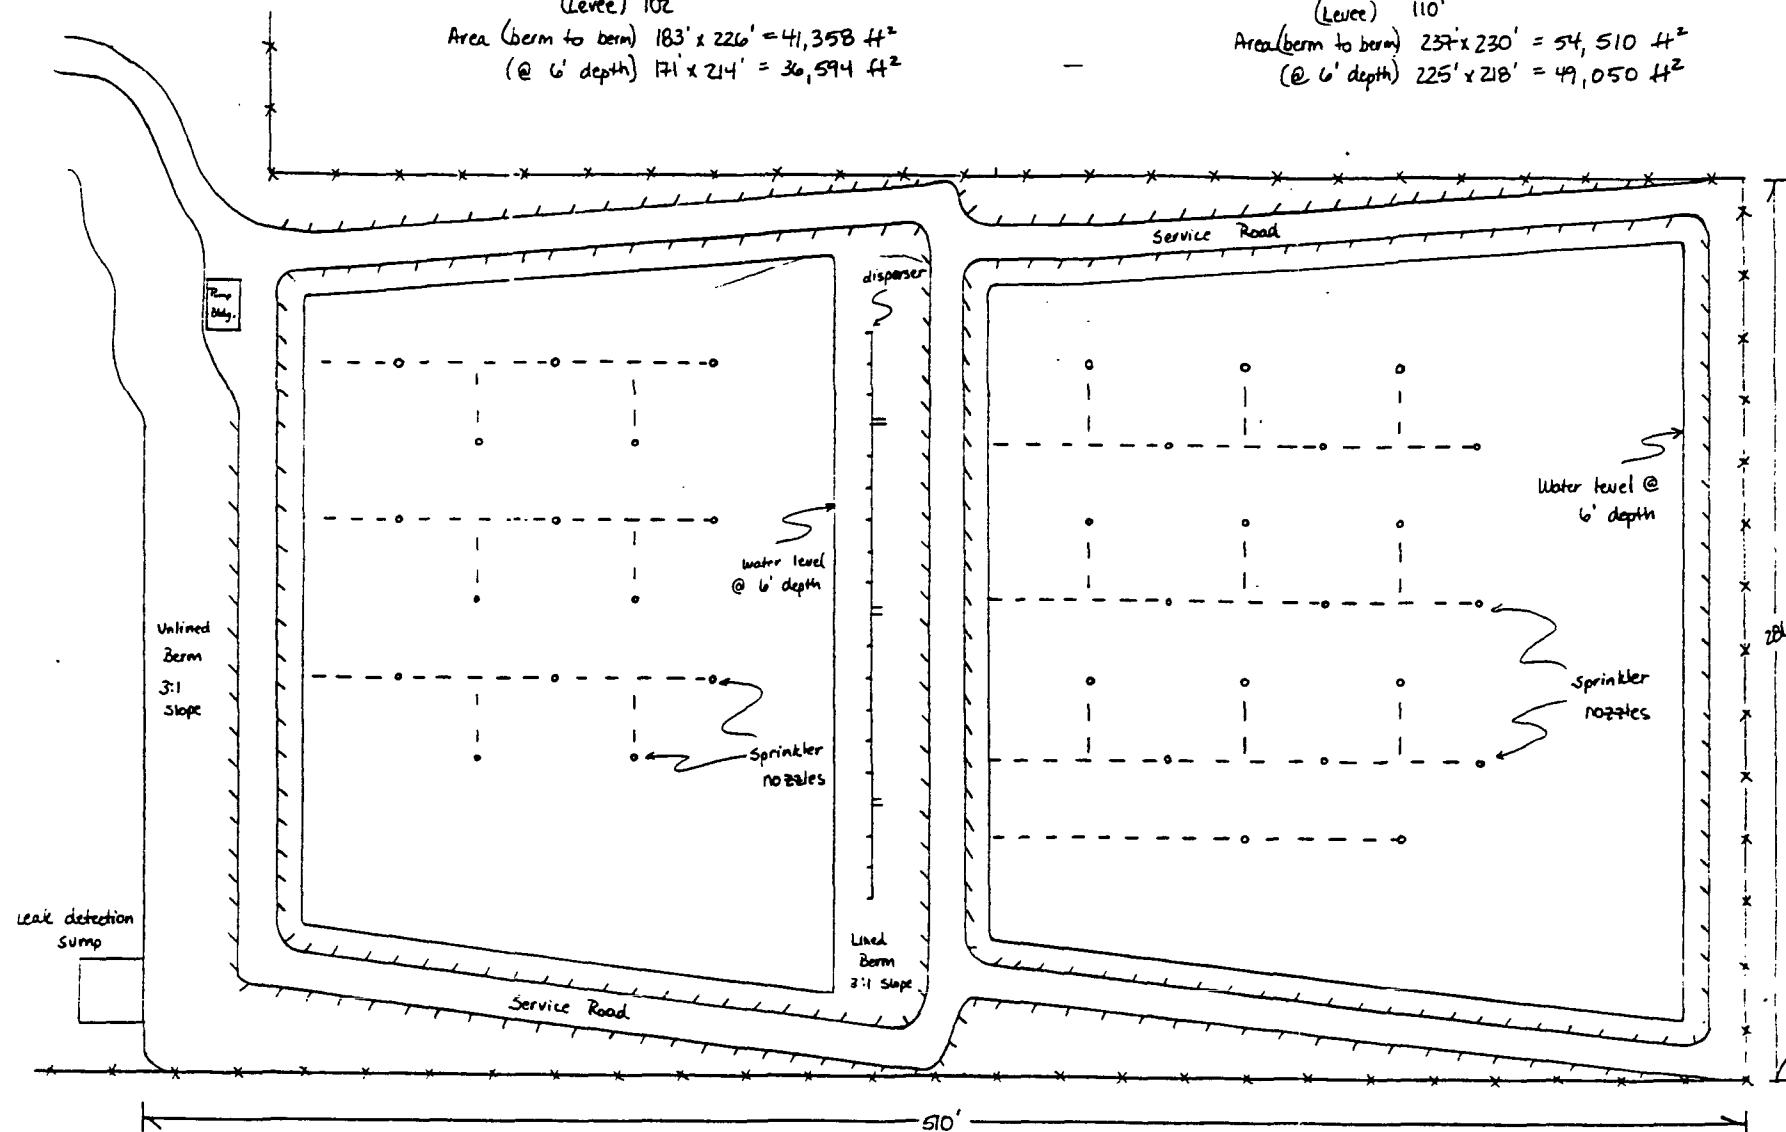 (Levee) 102'
Area (berm to berm) 183' x 226' = 41,358 ft²
(@ 6' depth) 171' x 214' = 36,594 ft²
(Levee) 110'
Area (berm to berm) 237' x 230' = 54,510 ft²
(@ 6' depth) 225' x 218' = 49,050 ft²
Service Road
disperser
Pump
Bldg.
Water level @
6' depth
water level
@ 6' depth
Unlined
Berm
3:1
Slope
Sprinkler
nozzles
Sprinkler
nozzles
Leak detection
Sump
Lined
Berm
3:1 Slope
Service Road
510'